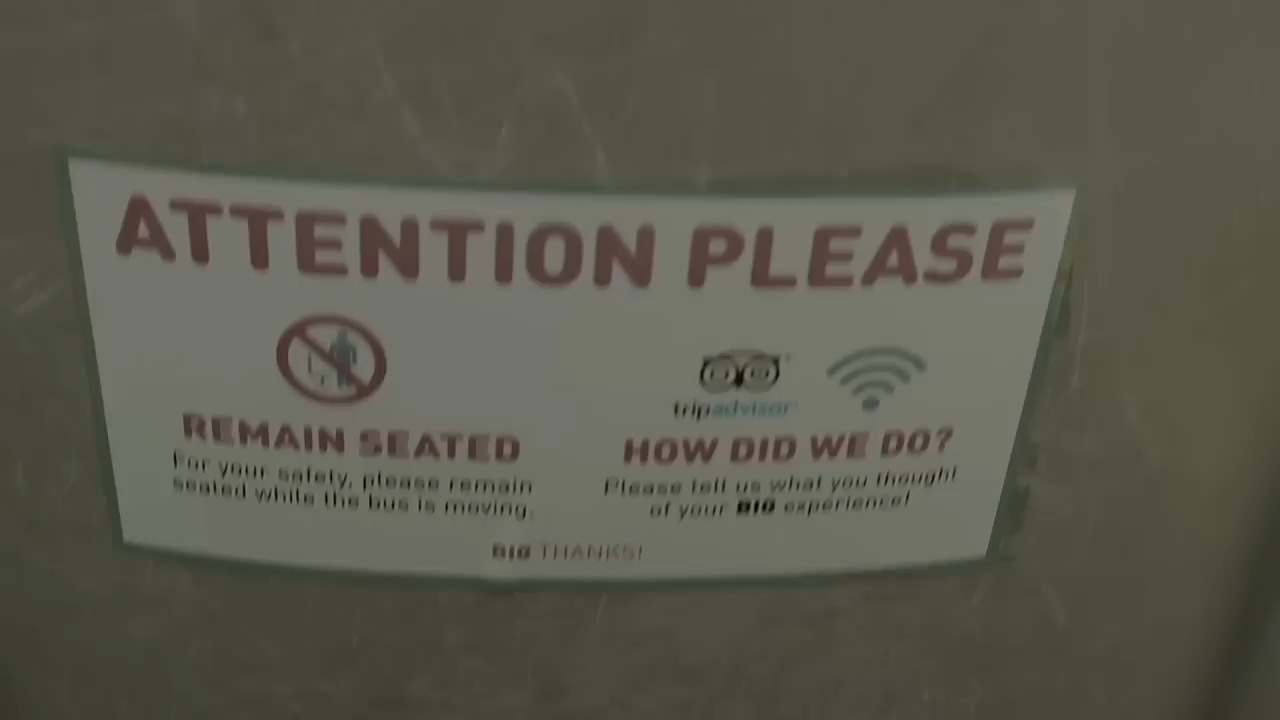 ATTENTION PLEASE
REMAIN SEATED
For your safety, please remain
seated while the bus is moving.
tripadvisor
HOW DID WE DO?
Please tell us what you thought
of your BIG experience!
BIG THANKS!